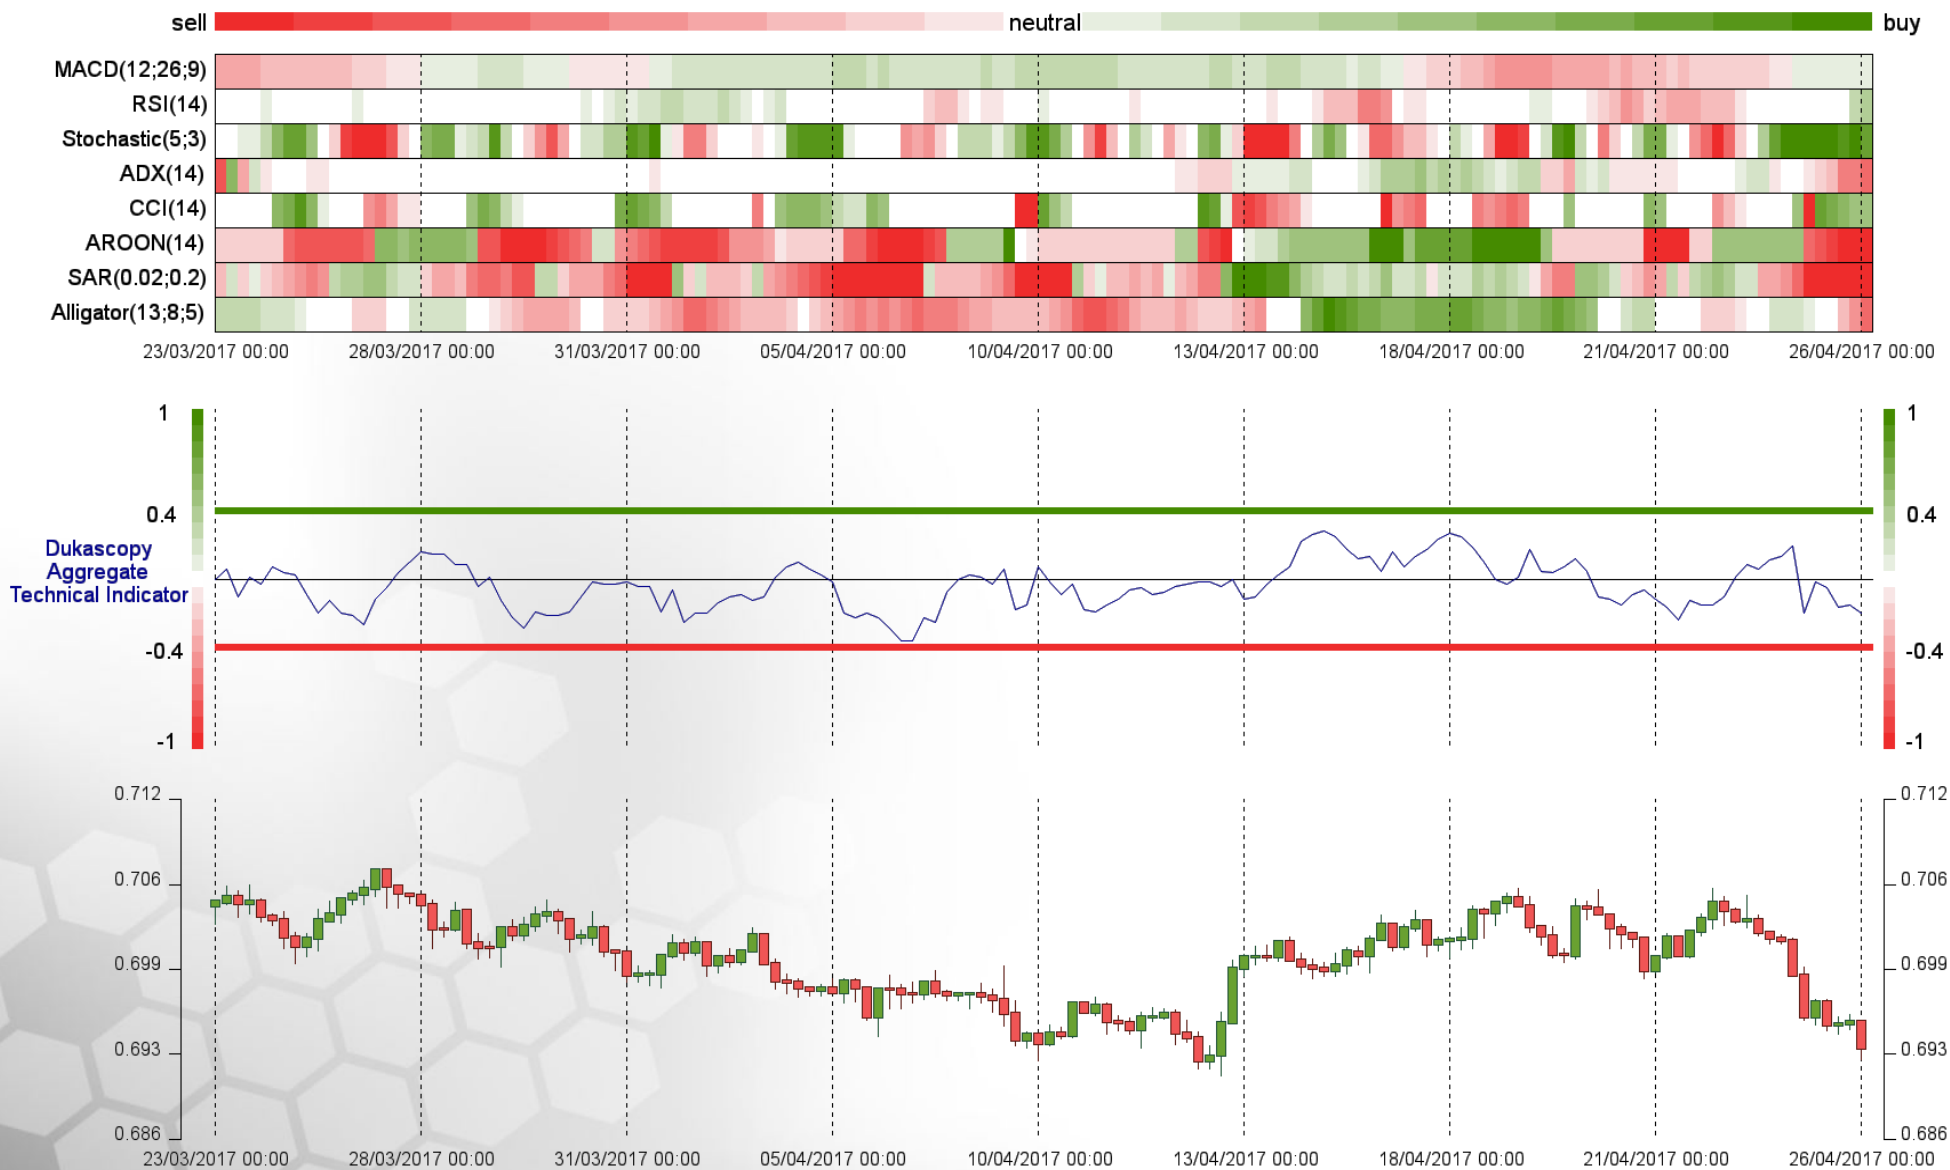 sell neutral buy
MACD(12;26;9)
RSI(14)
Stochastic(5;3)
ADX(14)
CCI(14)
AROON(14)
SAR(0.02;0.2)
Alligator(13;8;5)
23/03/2017 00:00 28/03/2017 00:00 31/03/2017 00:00 05/04/2017 00:00 10/04/2017 00:00 13/04/2017 00:00 18/04/2017 00:00 21/04/2017 00:00 26/04/2017 00:00
1 1
0.4 0.4
Dukascopy
Aggregate
Technical Indicator
-0.4 -0.4
-1 -1
0.712 0.712
0.706 0.706
0.699 0.699
0.693 0.693
0.686 0.686
23/03/2017 00:00 28/03/2017 00:00 31/03/2017 00:00 05/04/2017 00:00 10/04/2017 00:00 13/04/2017 00:00 18/04/2017 00:00 21/04/2017 00:00 26/04/2017 00:00